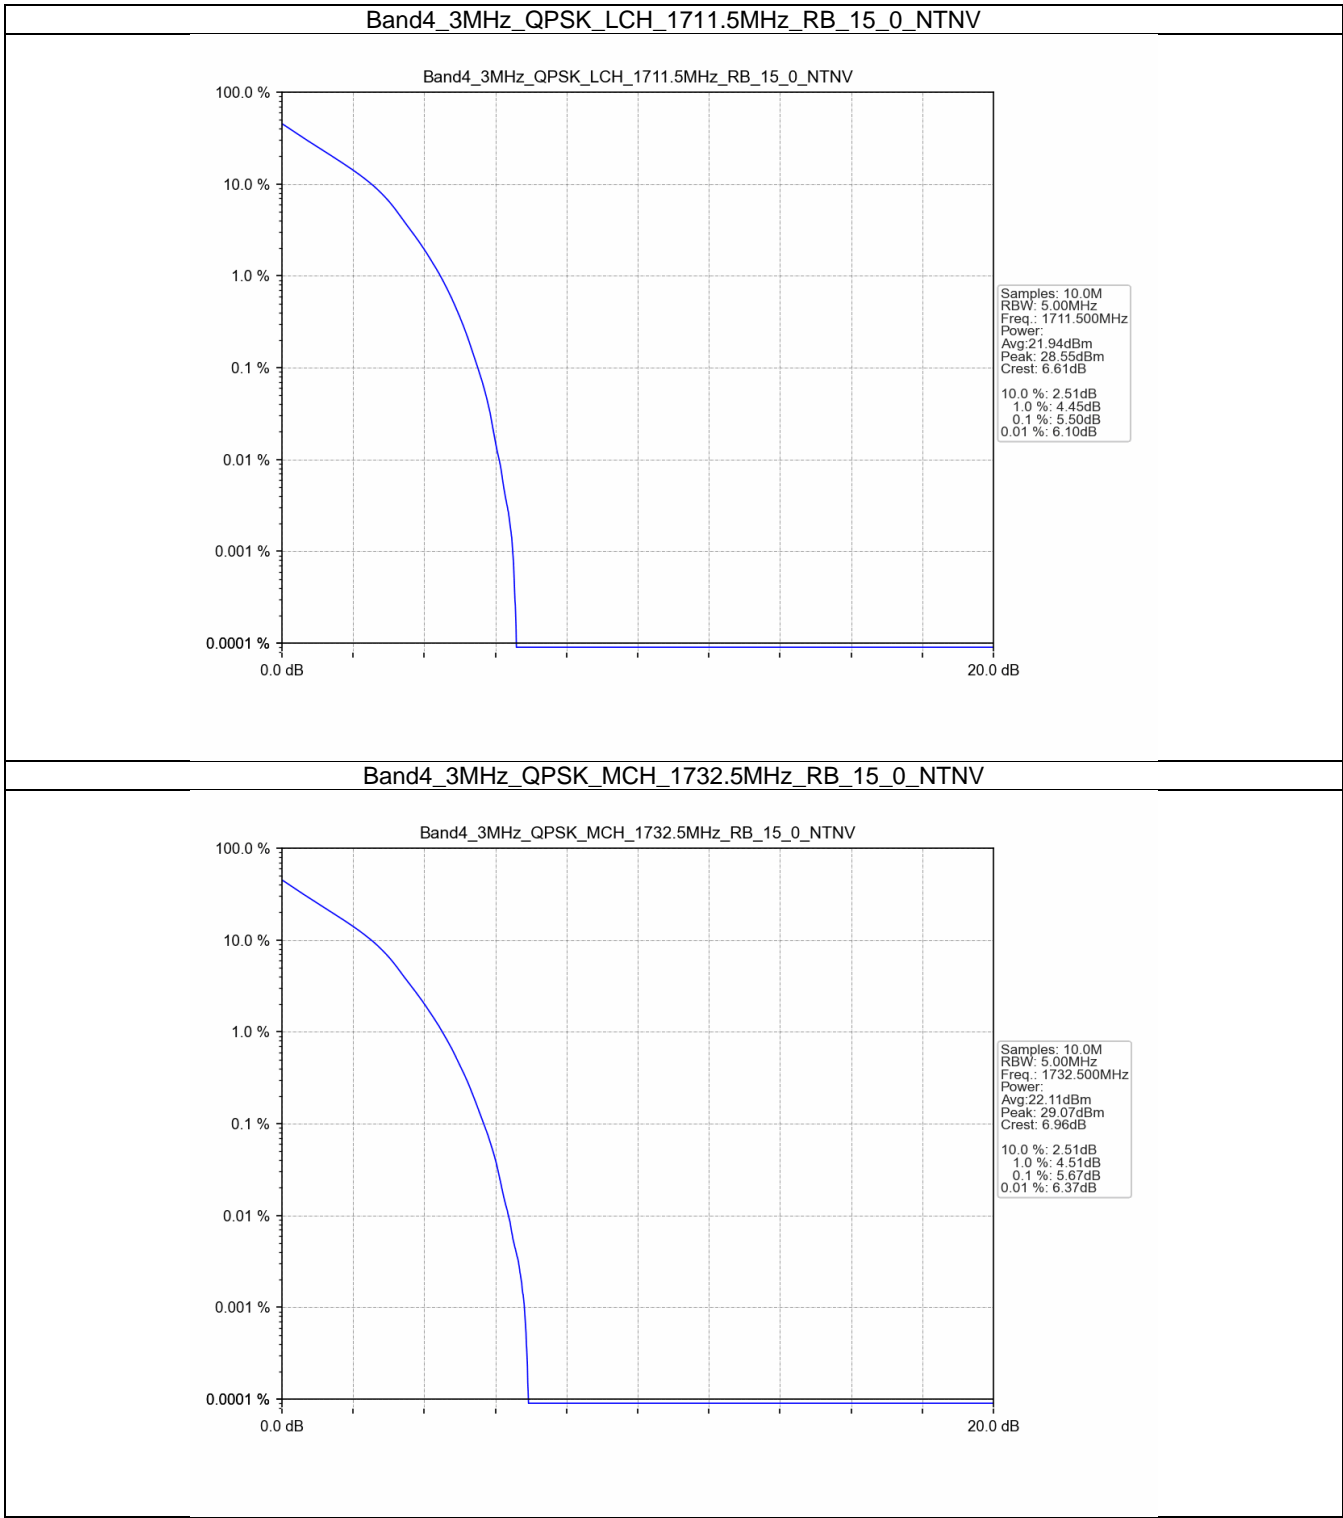 Band4_3MHz_QPSK_LCH_1711.5MHz_RB_15_0_NTNV
Band4_3MHz_QPSK_LCH_1711.5MHz_RB_15_0_NTNV
100.0 %
10.0 %
1.0 %
0.1 %
0.01 %
0.001 %
0.0001 %
0.0 dB
20.0 dB
Samples: 10.0M
RBW: 5.00MHz
Freq.: 1711.500MHz
Power:
Avg:21.94dBm
Peak: 28.55dBm
Crest: 6.61dB
10.0 %: 2.51dB
1.0 %: 4.45dB
0.1 %: 5.50dB
0.01 %: 6.10dB
Band4_3MHz_QPSK_MCH_1732.5MHz_RB_15_0_NTNV
Band4_3MHz_QPSK_MCH_1732.5MHz_RB_15_0_NTNV
100.0 %
10.0 %
1.0 %
0.1 %
0.01 %
0.001 %
0.0001 %
0.0 dB
20.0 dB
Samples: 10.0M
RBW: 5.00MHz
Freq.: 1732.500MHz
Power:
Avg:22.11dBm
Peak: 29.07dBm
Crest: 6.96dB
10.0 %: 2.51dB
1.0 %: 4.51dB
0.1 %: 5.67dB
0.01 %: 6.37dB